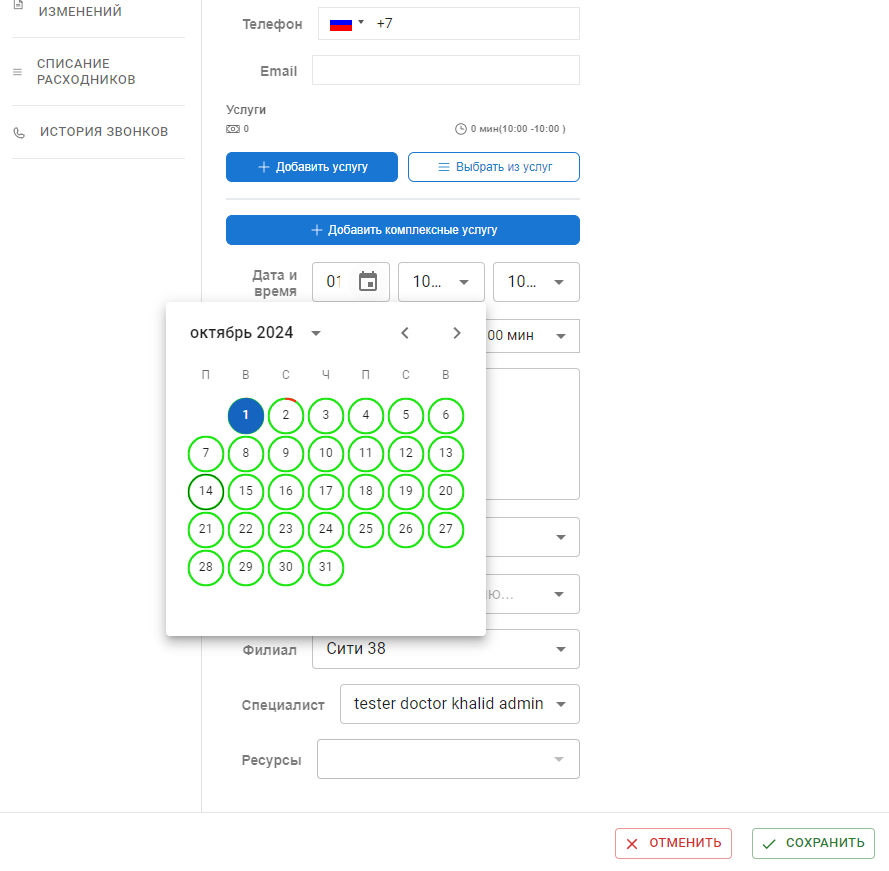 ИЗМЕНЕНИЙ
СПИСАНИЕ
РАСХОДНИКОВ
ИСТОРИЯ ЗВОНКОВ
Телефон +7
Email
Услуги
0 0 мин(10:00 -10:00 )
Добавить услугу Выбрать из услуг
Добавить комплексные услугу
Дата и
время 01 10... 10...
00 мин
октябрь 2024
П В С Ч П С В
1 2 3 4 5 6
7 8 9 10 11 12 13
14 15 16 17 18 19 20
21 22 23 24 25 26 27
28 29 30 31
ю...
Филиал Сити 38
Специалист tester doctor khalid admin
Ресурсы
ОТМЕНИТЬ СОХРАНИТЬ